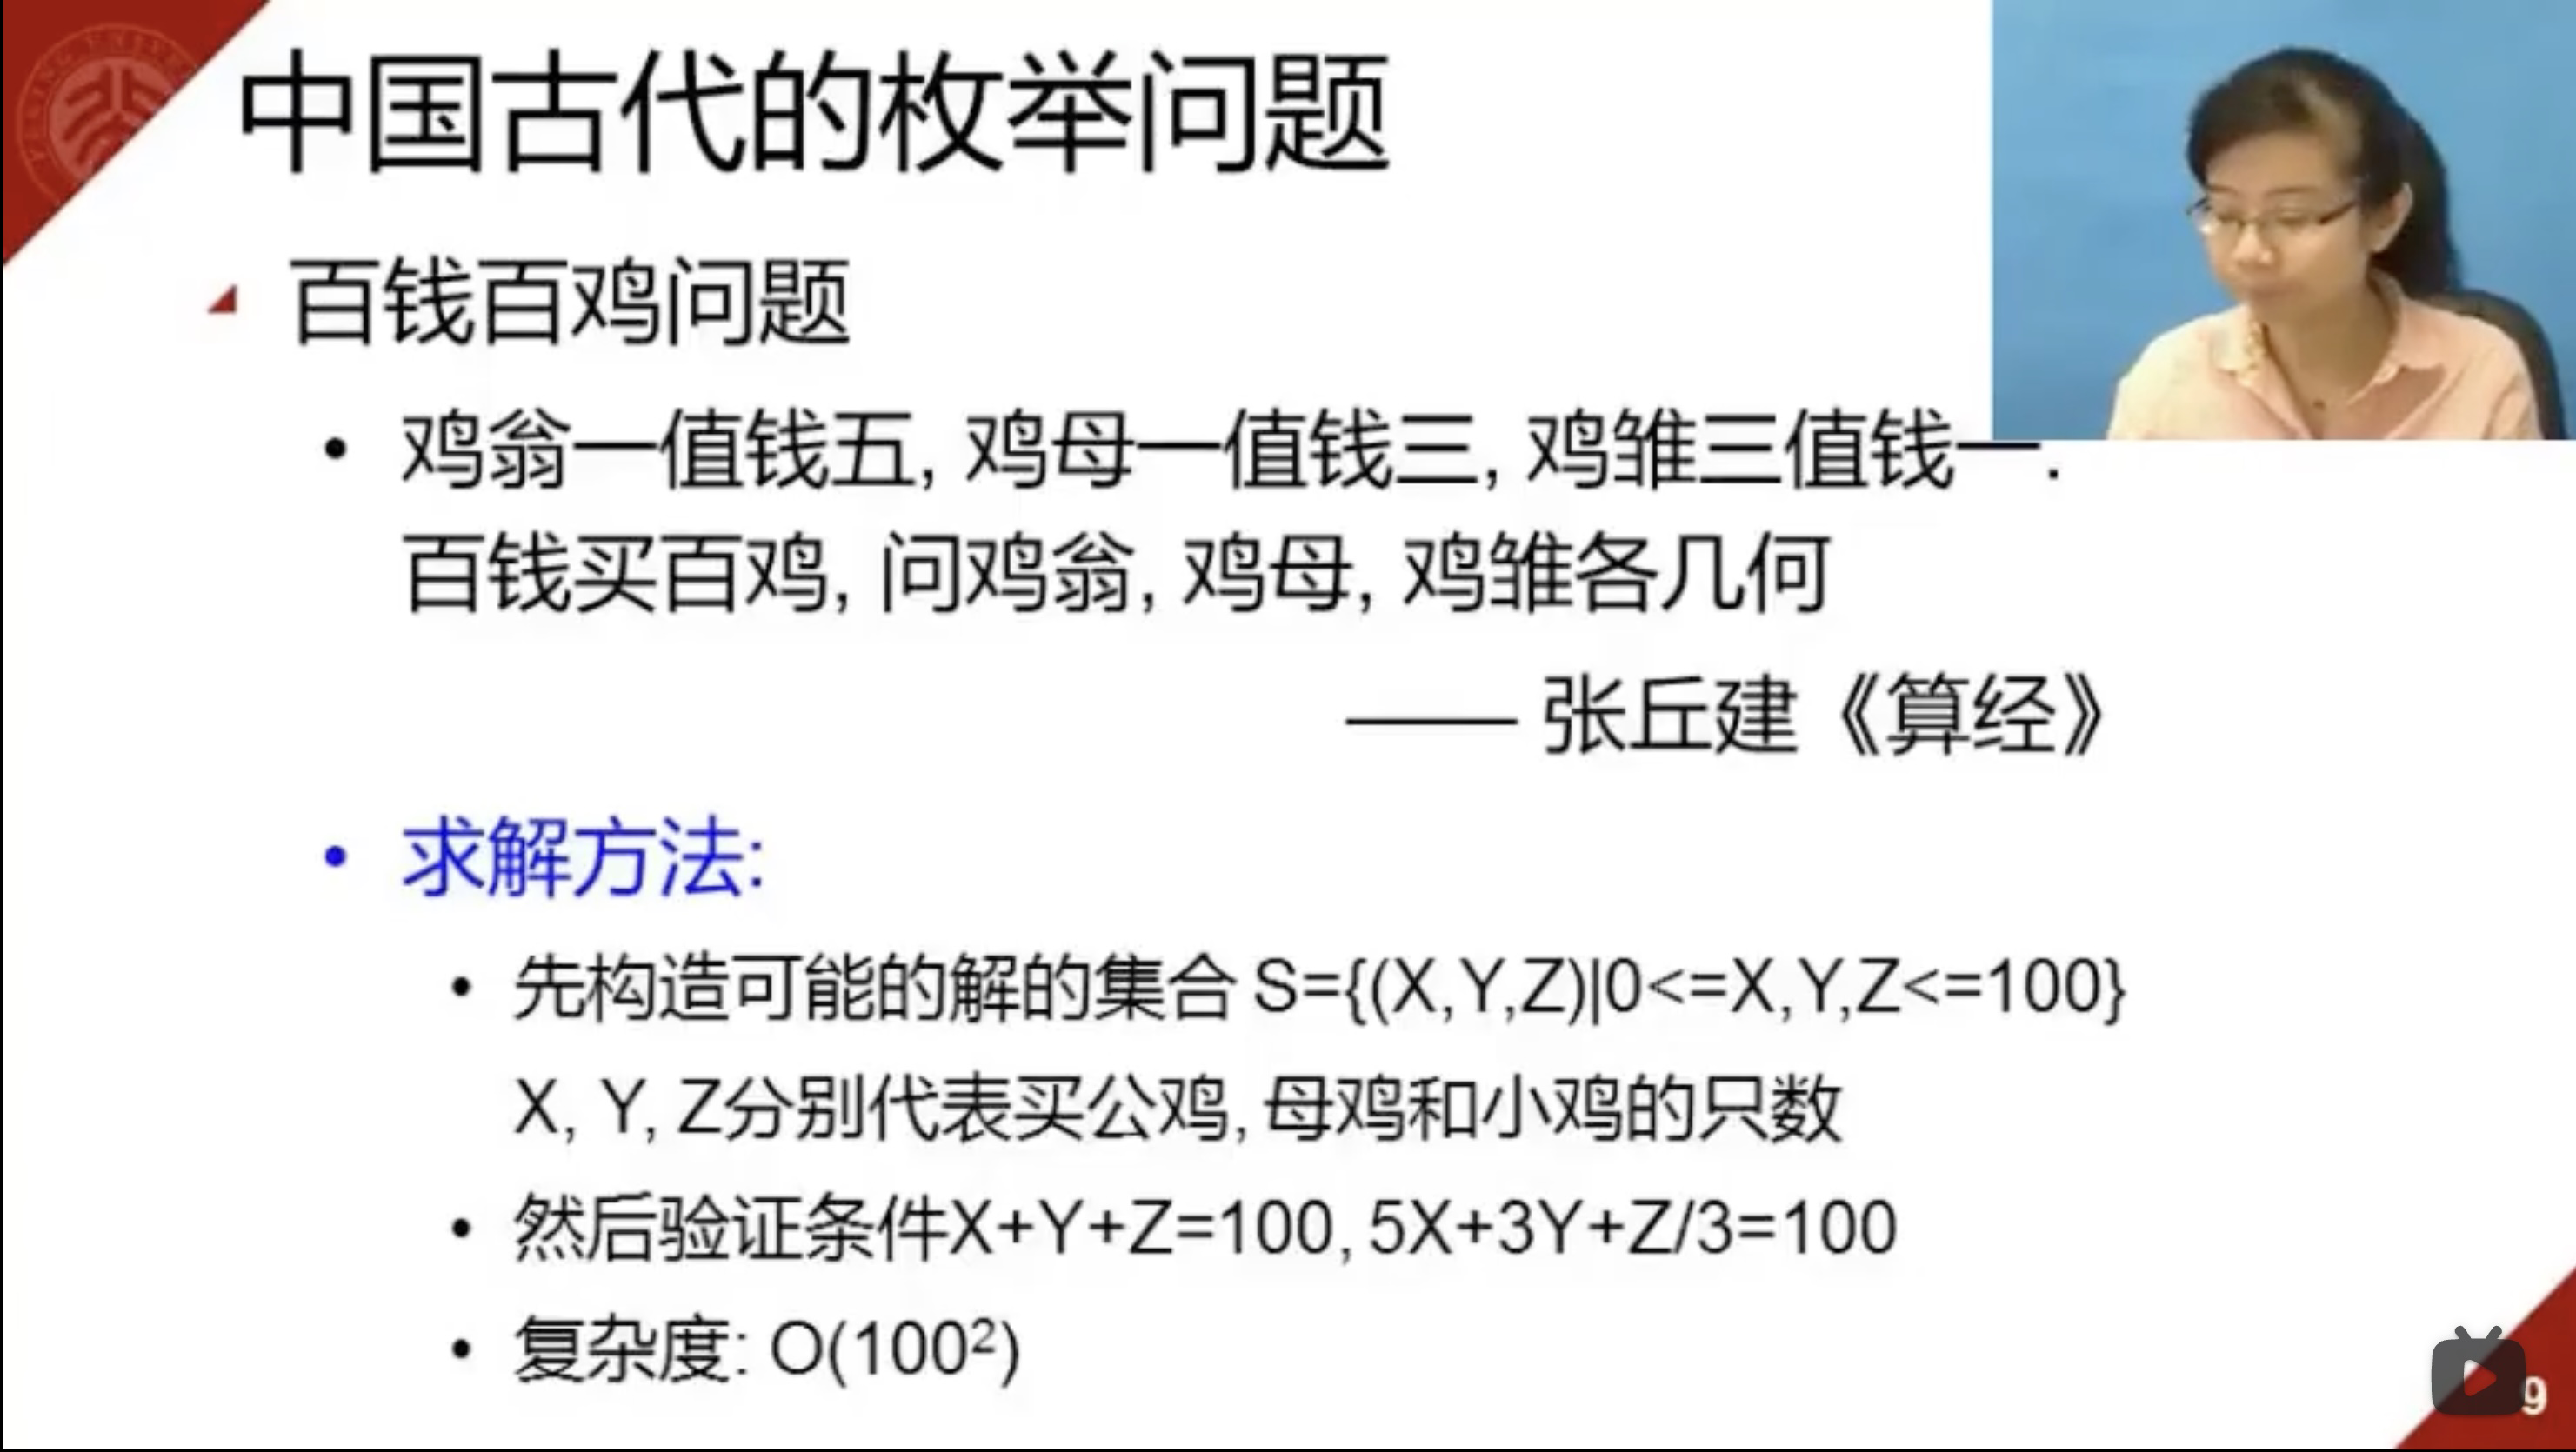 中国古代的枚举问题
百钱百鸡问题
• 鸡翁一值钱五, 鸡母一值钱三, 鸡雏三值钱一.
百钱买百鸡, 问鸡翁, 鸡母, 鸡雏各几何
—— 张丘建《算经》
• 求解方法:
• 先构造可能的解的集合 S={(X,Y,Z)|0<=X,Y,Z<=100}
X, Y, Z分别代表买公鸡, 母鸡和小鸡的只数
• 然后验证条件X+Y+Z=100, 5X+3Y+Z/3=100
• 复杂度: O(100²)
9